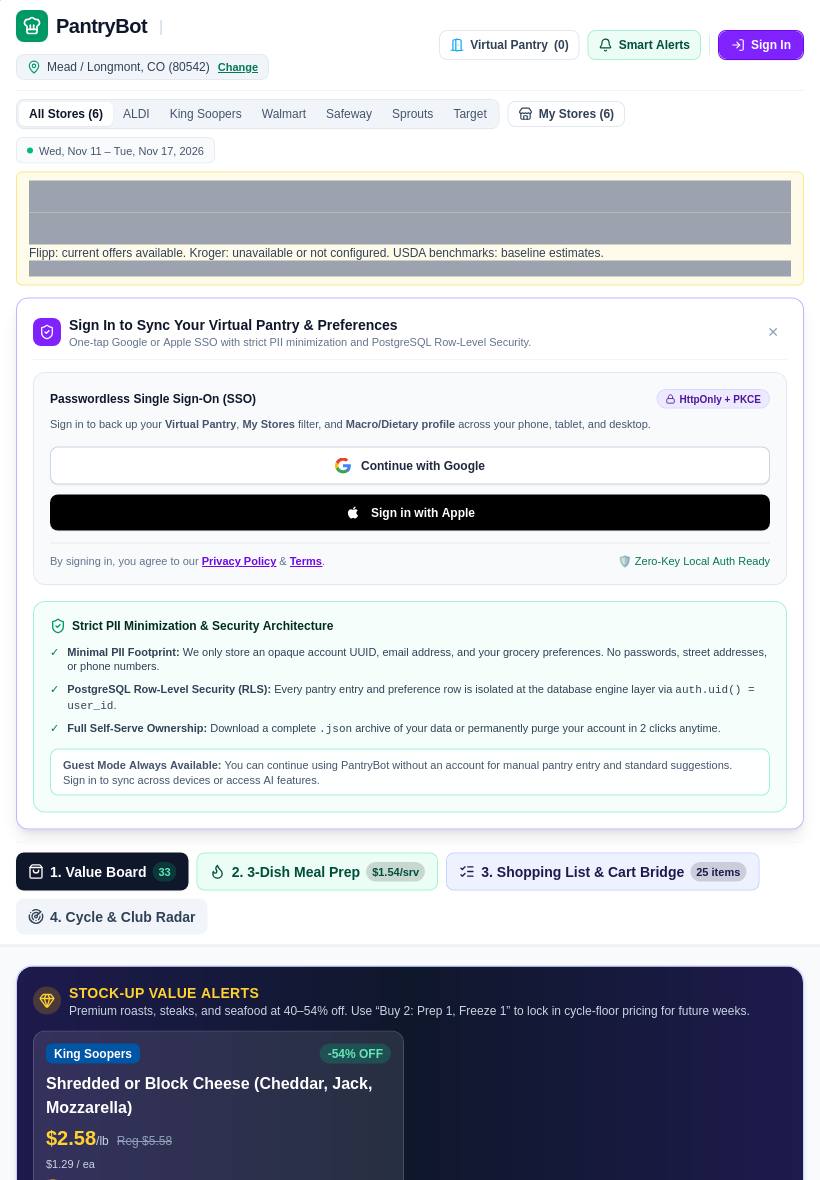 PantryBot
Mead / Longmont, CO (80542) Change
Virtual Pantry (0)
Smart Alerts
Sign In
All Stores (6)
ALDI
King Soopers
Walmart
Safeway
Sprouts
Target
My Stores (6)
Wed, Nov 11 – Tue, Nov 17, 2026
Flipp: current offers available. Kroger: unavailable or not configured. USDA benchmarks: baseline estimates.
Sign In to Sync Your Virtual Pantry & Preferences
One-tap Google or Apple SSO with strict PII minimization and PostgreSQL Row-Level Security.
Passwordless Single Sign-On (SSO)
HttpOnly + PKCE
Sign in to back up your Virtual Pantry, My Stores filter, and Macro/Dietary profile across your phone, tablet, and desktop.
Continue with Google
Sign in with Apple
By signing in, you agree to our Privacy Policy & Terms.
Zero-Key Local Auth Ready
Strict PII Minimization & Security Architecture
✓ Minimal PII Footprint: We only store an opaque account UUID, email address, and your grocery preferences. No passwords, street addresses,
or phone numbers.
✓ PostgreSQL Row-Level Security (RLS): Every pantry entry and preference row is isolated at the database engine layer via auth.uid() =
user_id.
✓ Full Self-Serve Ownership: Download a complete .json archive of your data or permanently purge your account in 2 clicks anytime.
Guest Mode Always Available: You can continue using PantryBot without an account for manual pantry entry and standard suggestions.
Sign in to sync across devices or access AI features.
1. Value Board 33
2. 3-Dish Meal Prep $1.54/srv
3. Shopping List & Cart Bridge 25 items
4. Cycle & Club Radar
STOCK-UP VALUE ALERTS
Premium roasts, steaks, and seafood at 40–54% off. Use “Buy 2: Prep 1, Freeze 1” to lock in cycle-floor pricing for future weeks.
King Soopers
-54% OFF
Shredded or Block Cheese (Cheddar, Jack,
Mozzarella)
$2.58/lb Reg $5.58
$1.29 / ea